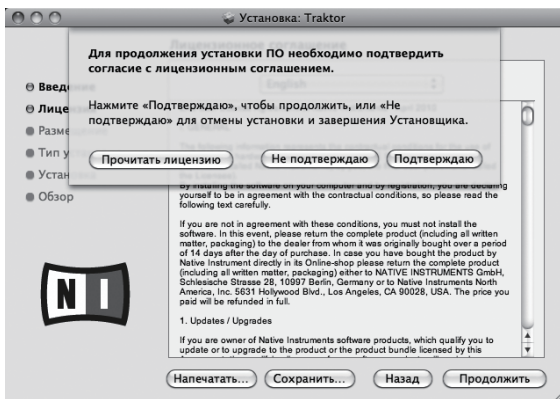 Установка: Traktor
Для продолжения установки ПО необходимо подтвердить
согласие с лицензионным соглашением.
Нажмите «Подтверждаю», чтобы продолжить, или «Не
подтверждаю» для отмены установки и завершения Установщика.
Прочитать лицензию
Не подтверждаю
Подтверждаю
Введ
Лице
Разме
Тип у
Устан
Обзор
English
By installing the software on your computer and by registration, you are declaring
yourself to be in agreement with the contractual conditions, so please read the
following text carefully.
If you are not in agreement with these conditions, you must not install the
software. In this event, please return the complete product (including all written
matter, packaging) to the dealer from whom it was originally bought over a period
of 14 days after the day of purchase. In case you have bought the product by
Native Instrument directly in its Online-shop please return the complete product
(including all written matter, packaging) either to NATIVE INSTRUMENTS GmbH,
Schlesische Strasse 28, 10997 Berlin, Germany or to Native Instruments North
America, Inc. 5631 Hollywood Blvd., Los Angeles, CA 90028, USA. The price you
paid will be refunded in full.
1. Updates / Upgrades
If you are owner of Native Instruments software products, which qualify you to
update or to upgrade to the product or the product bundle licensed by this
NI
Напечатать...
Сохранить...
Назад
Продолжить